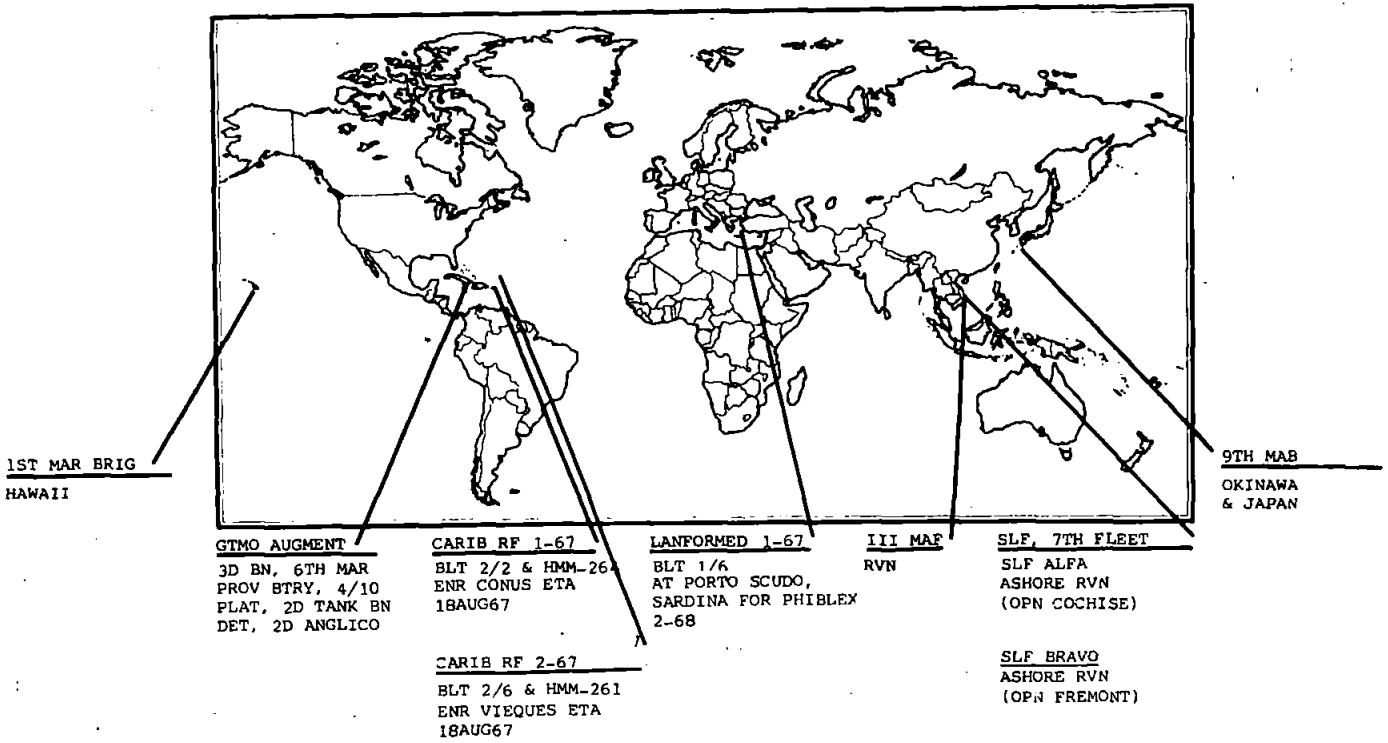 1ST MAR BRIG
HAWAII
GTMO AUGMENT
3D BN, 6TH MAR
PROV BTRY, 4/10
PLAT, 2D TANK BN
DET, 2D ANGLICO
CARIB RF 1-67
BLT 2/2 & HMM-264
ENR CONUS ETA
18AUG67
CARIB RF 2-67
BLT 2/6 & HMM-261
ENR VIEQUES ETA
18AUG67
LANFORMED 1-67
BLT 1/6
AT PORTO SCUDO,
SARDINA FOR PHIBLEX
2-68
III MAF
RVN
SLF, 7TH FLEET
SLF ALFA
ASHORE RVN
(OPN COCHISE)
SLF BRAVO
ASHORE RVN
(OPN FREMONT)
9TH MAB
OKINAWA
& JAPAN